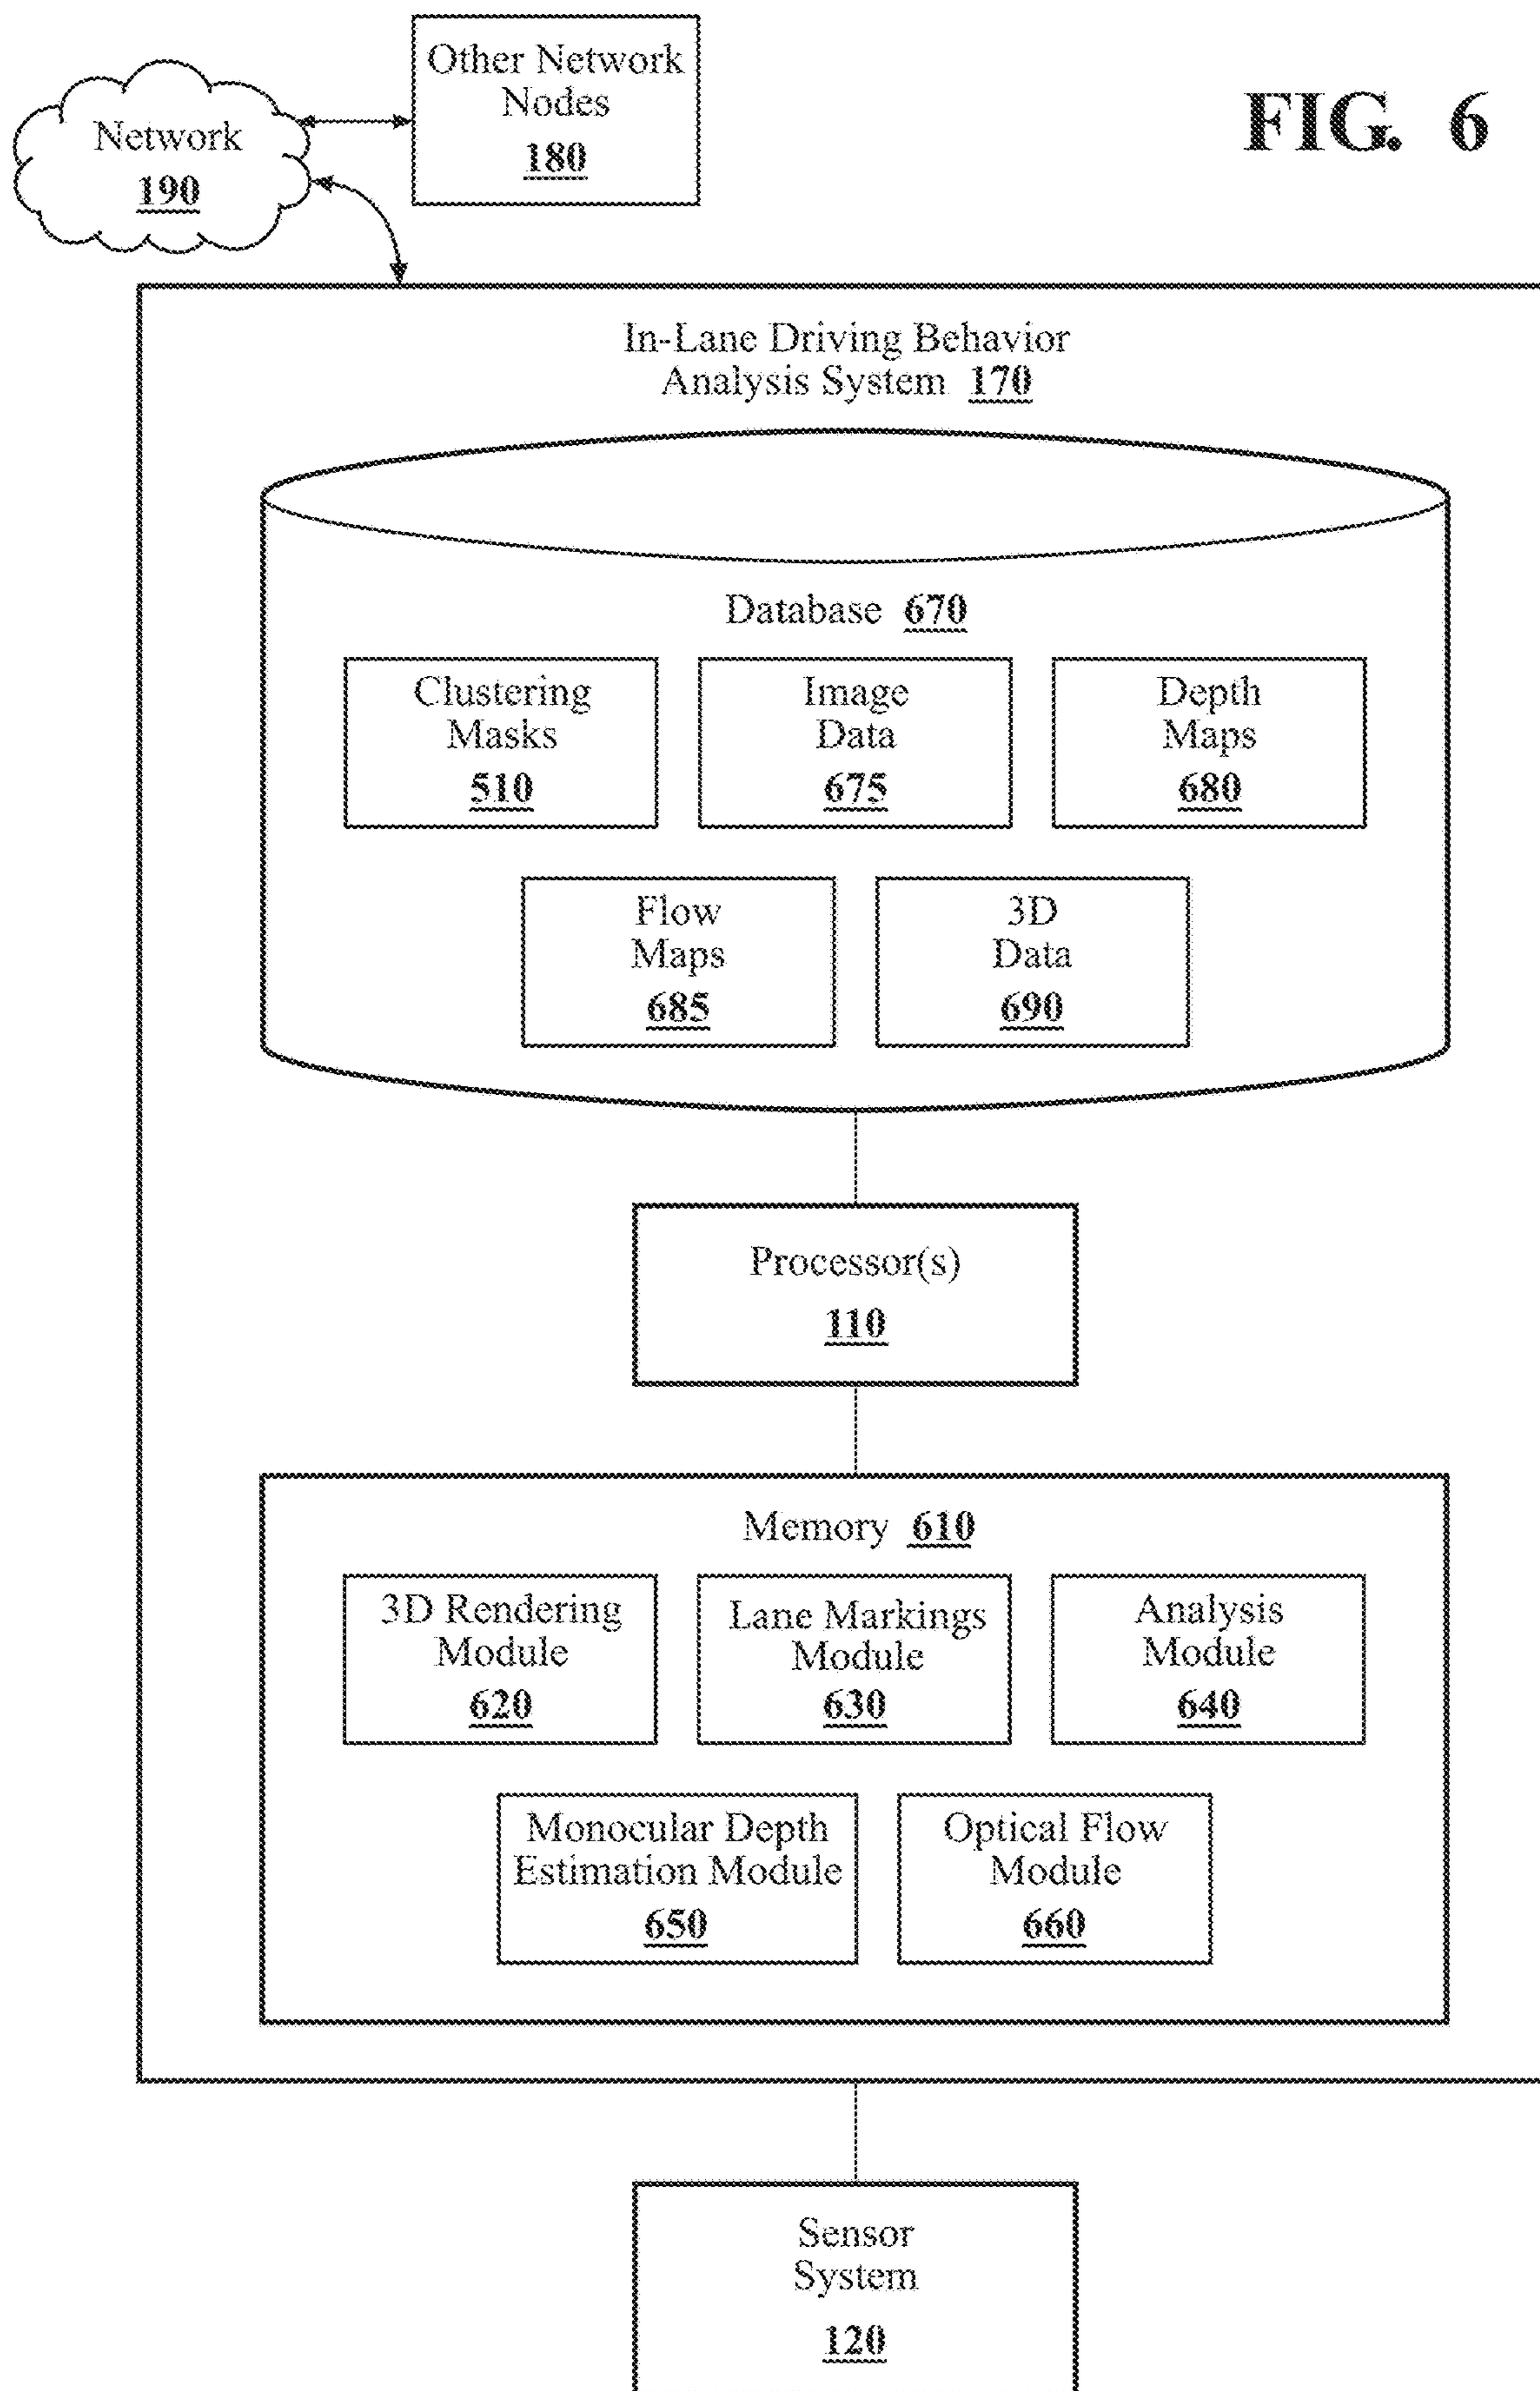 Other Network
Nodes
180
FIG. 6
Network
190
In-Lane Driving Behavior
Analysis System 170
Database 670
Clustering
Masks
510
Image
Data
675
Depth
Maps
680
Flow
Maps
685
3D
Data
690
Processor(s)
110
Memory 610
3D Rendering
Module
620
Lane Markings
Module
630
Analysis
Module
640
Monocular Depth
Estimation Module
650
Optical Flow
Module
660
Sensor
System
120